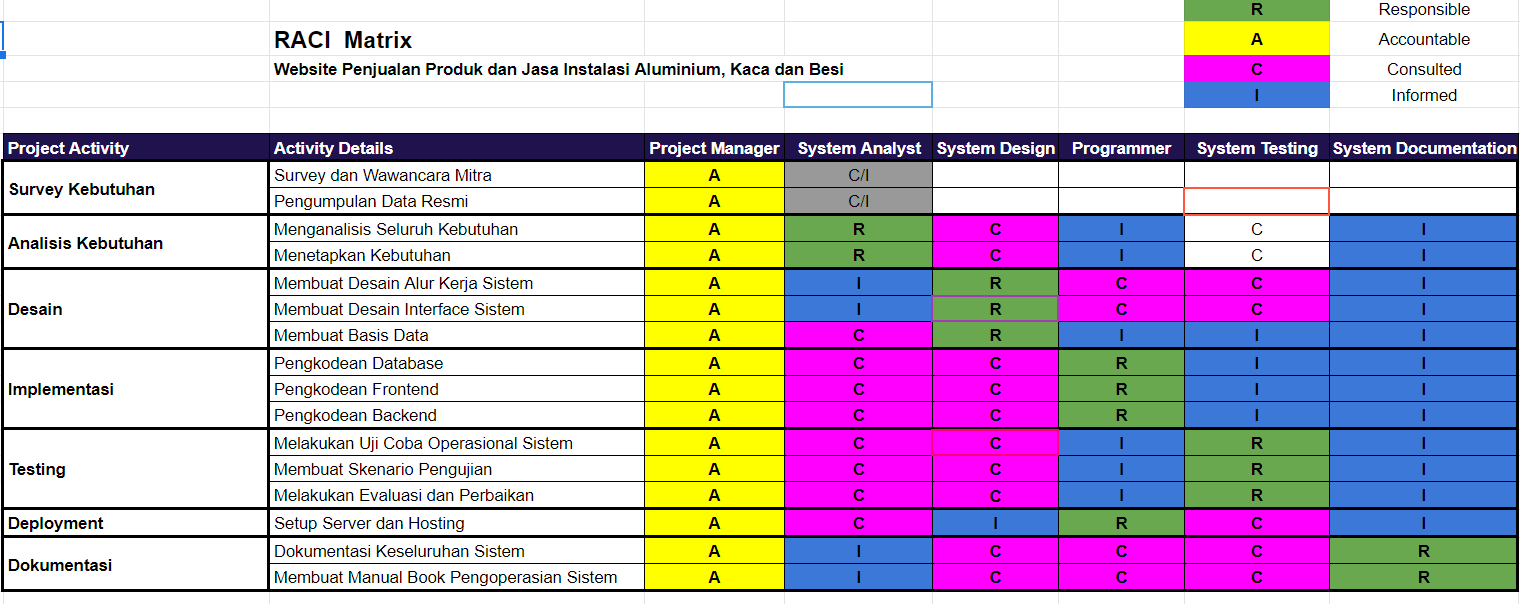 R Responsible
RACI  Matrix A Accountable
Website Penjualan Produk dan Jasa Instalasi Aluminium, Kaca dan Besi C Consulted
I Informed
Project Activity Activity Details Project Manager System Analyst System Design Programmer System Testing System Documentation
Survey Kebutuhan
Survey dan Wawancara Mitra A C/I
Pengumpulan Data Resmi A C/I
Analisis Kebutuhan
Menganalisis Seluruh Kebutuhan A R C I C I
Menetapkan Kebutuhan A R C I C I
Desain
Membuat Desain Alur Kerja Sistem A I R C C I
Membuat Desain Interface Sistem A I R C C I
Membuat Basis Data A C R I I I
Implementasi
Pengkodean Database A C C R I I
Pengkodean Frontend A C C R I I
Pengkodean Backend A C C R I I
Testing
Melakukan Uji Coba Operasional Sistem A C C I R I
Membuat Skenario Pengujian A C C I R I
Melakukan Evaluasi dan Perbaikan A C C I R I
Deployment Setup Server dan Hosting A C I R C I
Dokumentasi
Dokumentasi Keseluruhan Sistem A I C C C R
Membuat Manual Book Pengoperasian Sistem A I C C C R